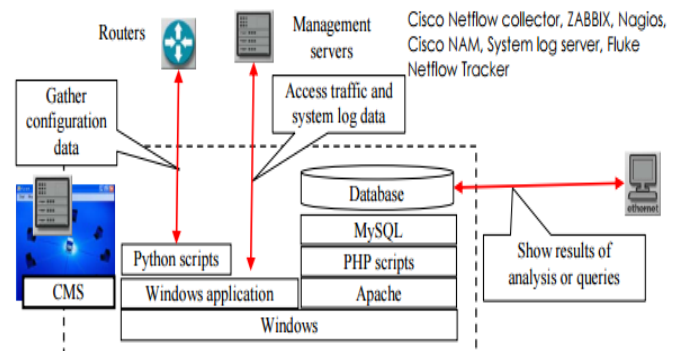 Routers
Management
servers
Cisco Netflow collector, ZABBIX, Nagios,
Cisco NAM, System log server, Fluke
Netflow Tracker
Gather
configuration
data
Access traffic and
system log data
Database
ethernet
MySQL
Python scripts
PHP scripts
Show results of
analysis or queries
CMS
Windows application
Apache
Windows